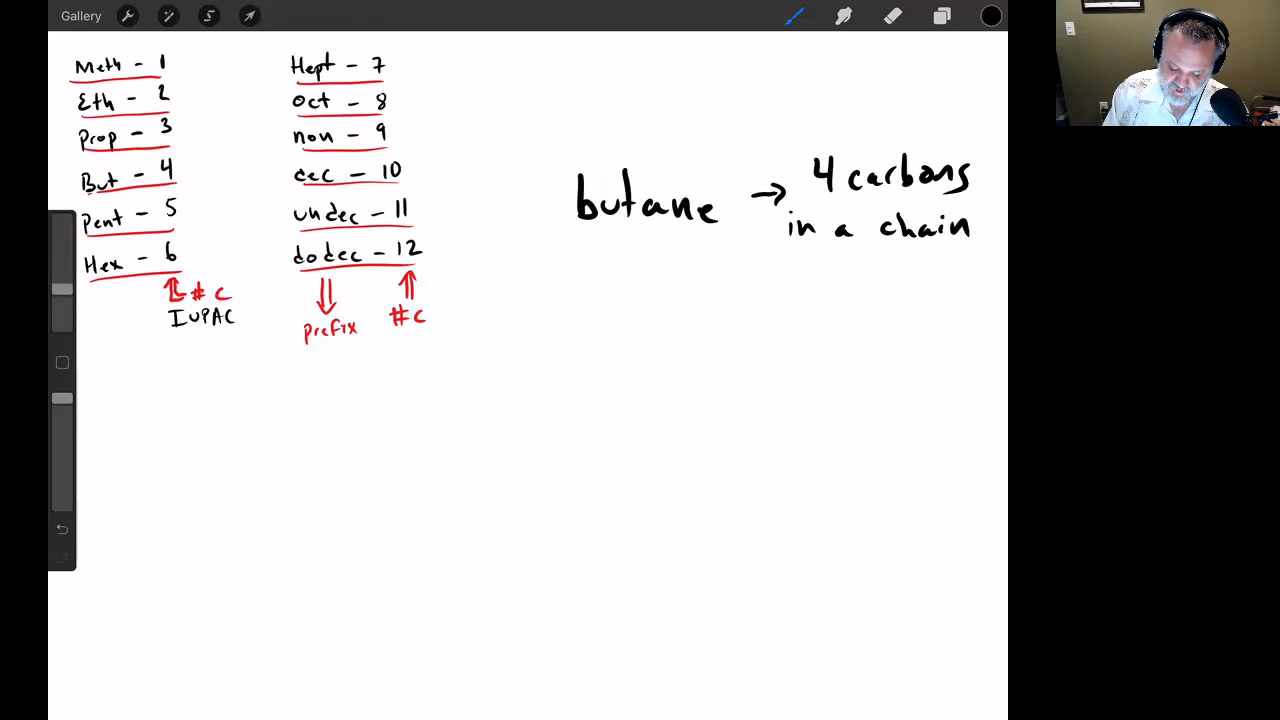 Gallery
Meth - 1
Eth - 2
Prop - 3
But - 4
Pent - 5
Hex - 6
# C
IUPAC
Hept - 7
Oct - 8
non - 9
dec - 10
undec - 11
dodec - 12
prefix
#C
butane → 4 carbons
in a chain